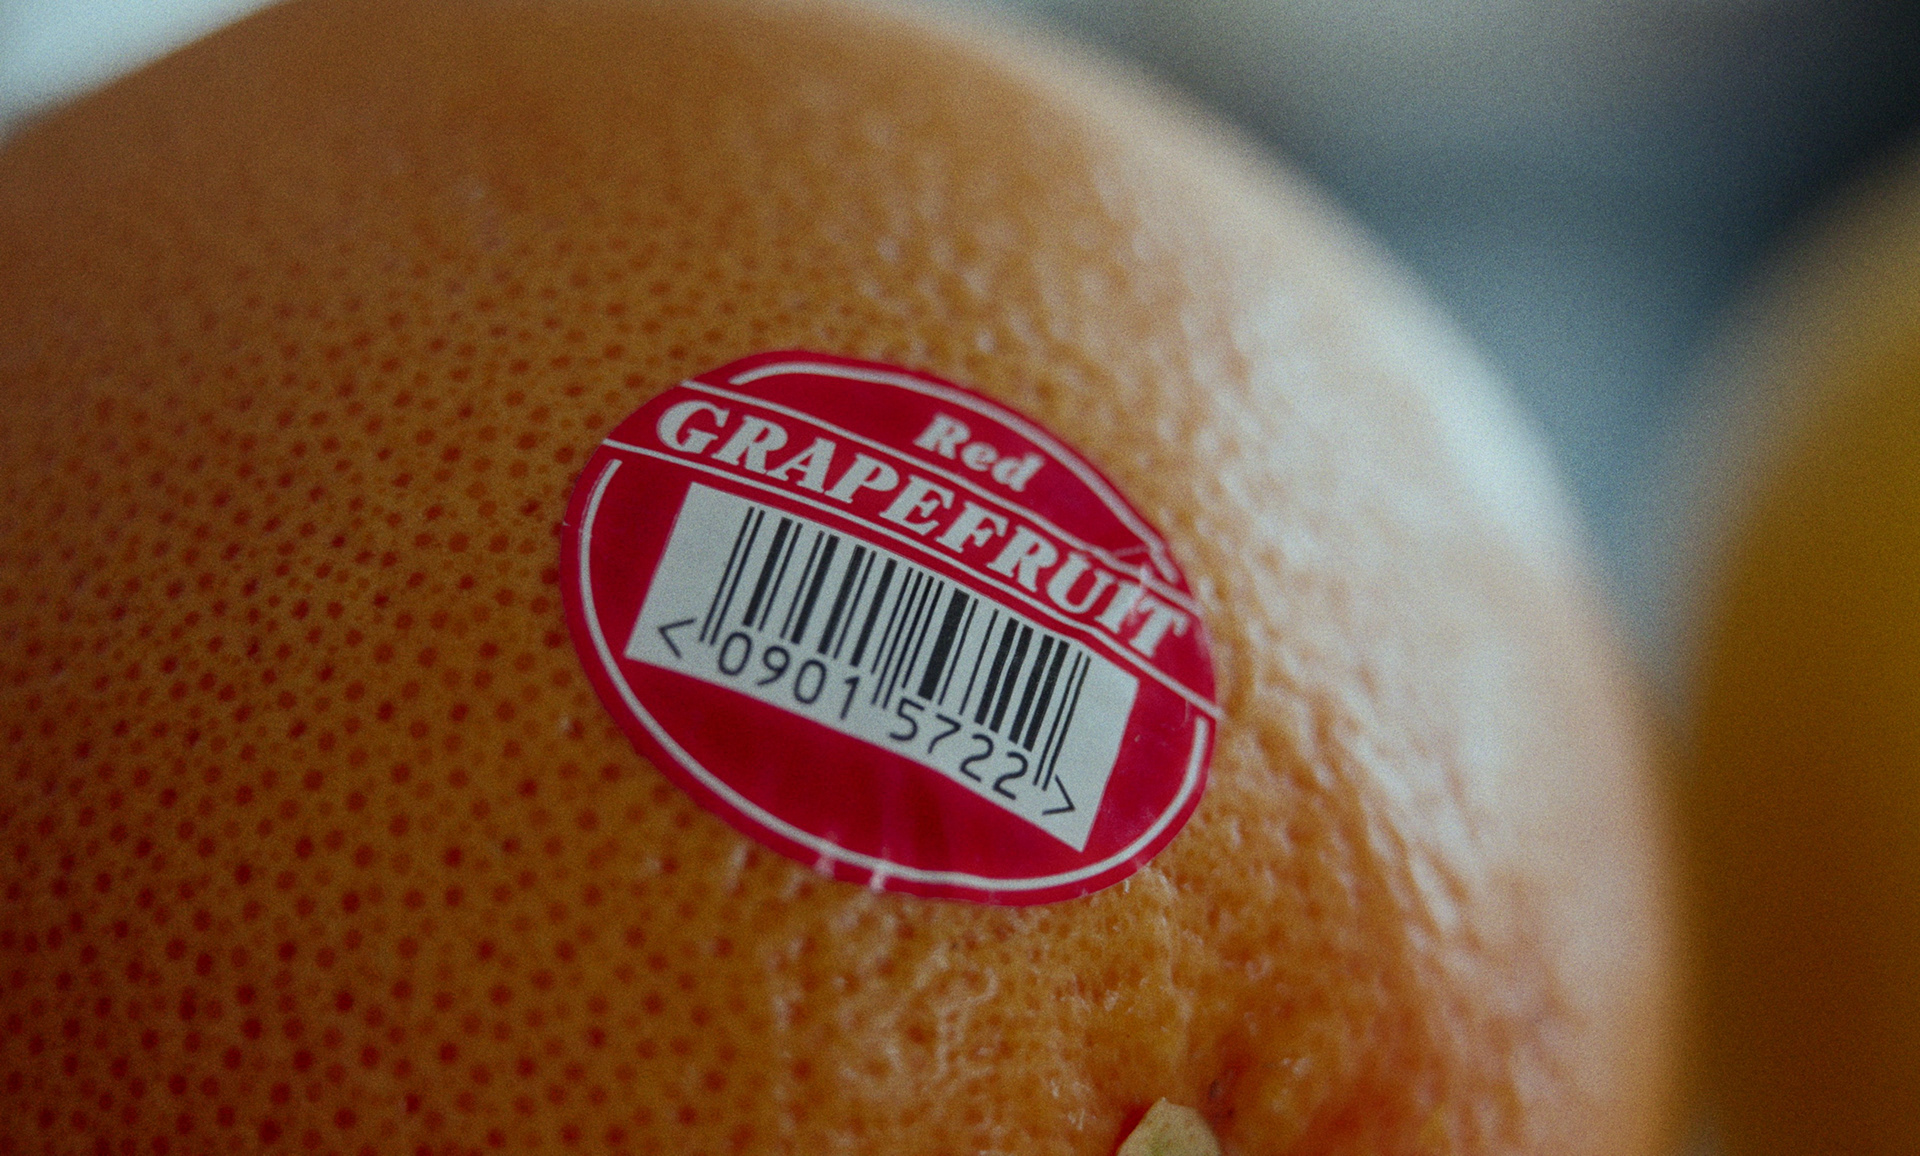 Red
GRAPEFRUIT
<0901 5722>